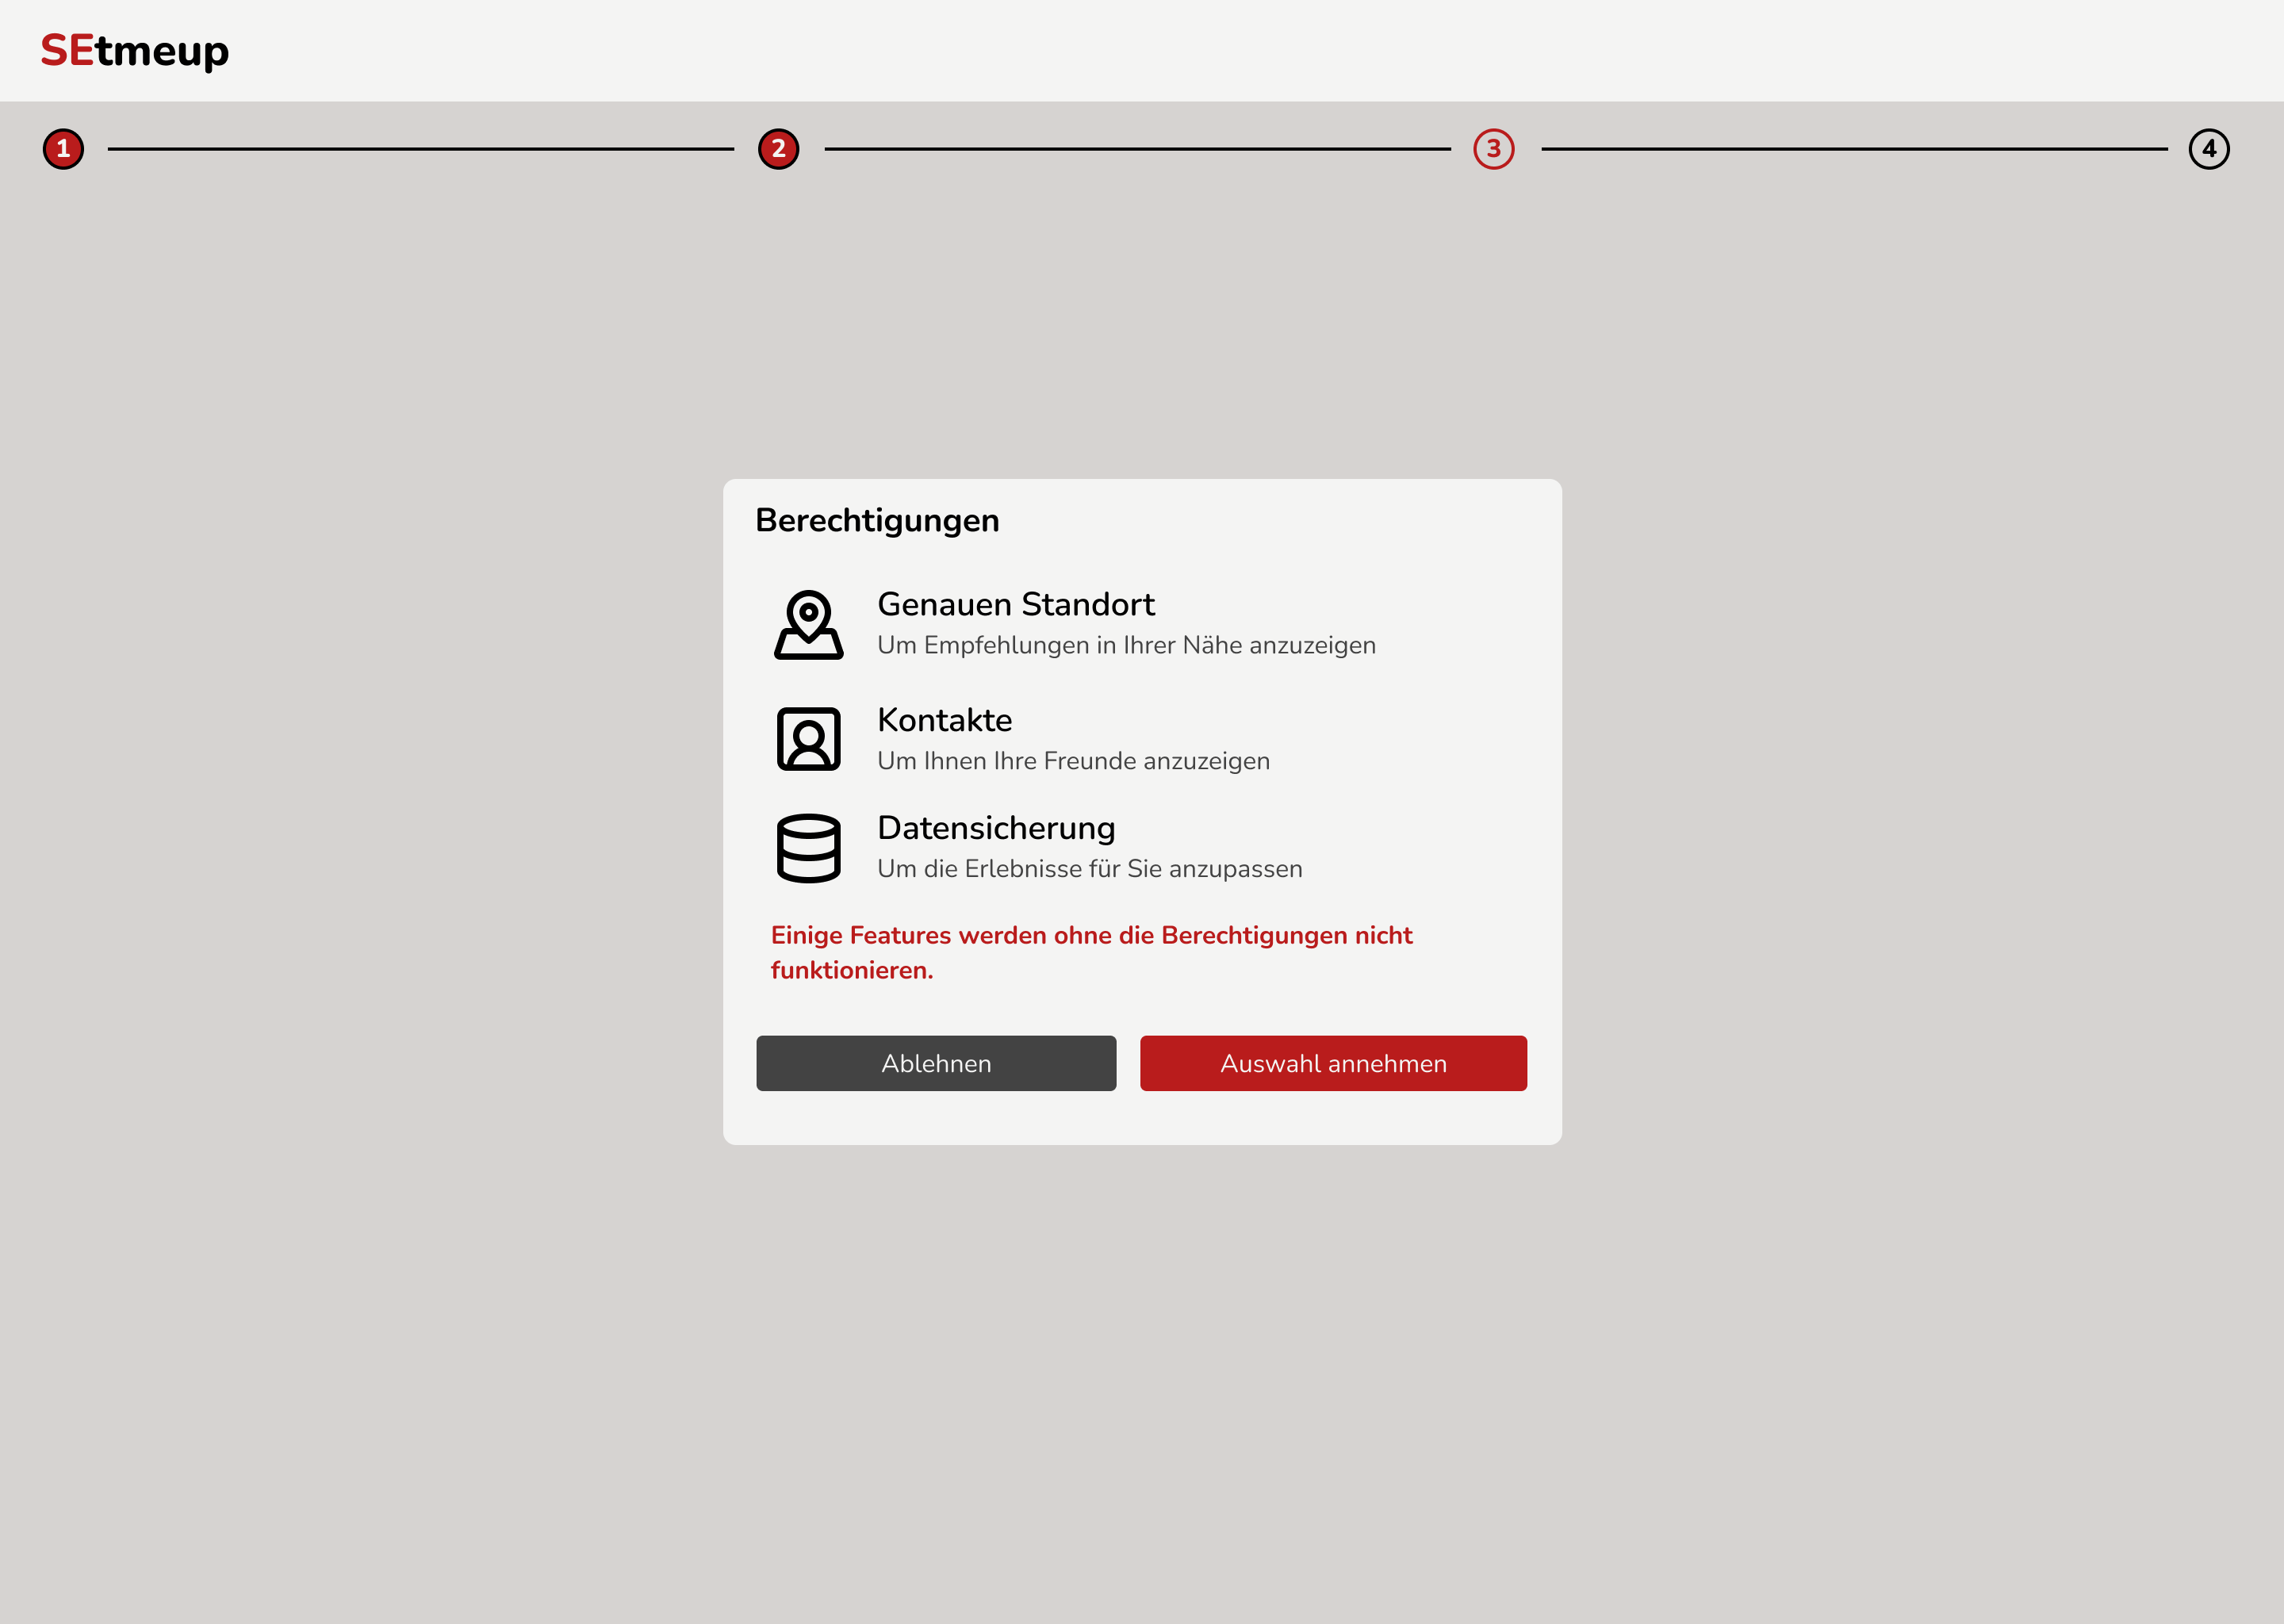 SEtmeup
1 2 3 4
Berechtigungen
Genauen Standort
Um Empfehlungen in Ihrer Nähe anzuzeigen
Kontakte
Um Ihnen Ihre Freunde anzuzeigen
Datensicherung
Um die Erlebnisse für Sie anzupassen
Einige Features werden ohne die Berechtigungen nicht
funktionieren.
Ablehnen Auswahl annehmen